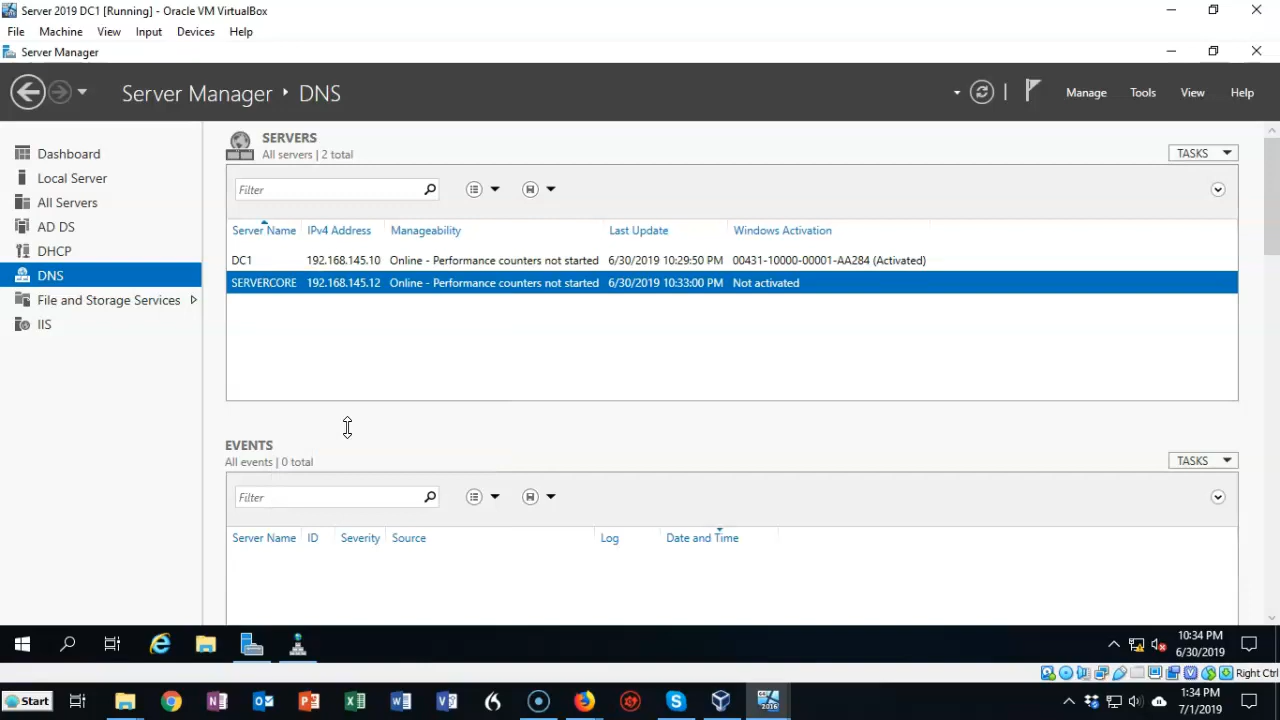 Server 2019 DC1 [Running] - Oracle VM VirtualBox
File Machine View Input Devices Help
Server Manager
Server Manager ‣ DNS
Manage Tools View Help
Dashboard
Local Server
All Servers
AD DS
DHCP
DNS
File and Storage Services
IIS
SERVERS
All servers | 2 total
TASKS
Filter
Server Name IPv4 Address Manageability Last Update Windows Activation
DC1 192.168.145.10 Online - Performance counters not started 6/30/2019 10:29:50 PM 00431-10000-00001-AA284 (Activated)
SERVERCORE 192.168.145.12 Online - Performance counters not started 6/30/2019 10:33:00 PM Not activated
EVENTS
All events | 0 total
TASKS
Filter
Server Name ID Severity Source Log Date and Time
10:34 PM
6/30/2019
Right Ctrl
Start
1:34 PM
7/1/2019